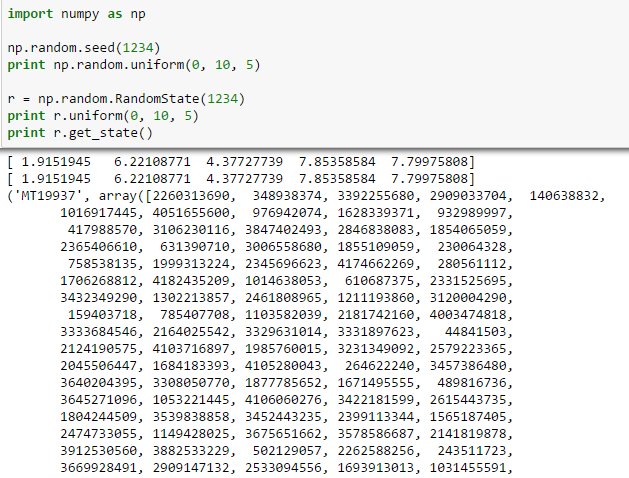 import numpy as np
np.random.seed(1234)
print np.random.uniform(0, 10, 5)
r = np.random.RandomState(1234)
print r.uniform(0, 10, 5)
print r.get_state()
[ 1.9151945   6.22108771  4.37727739  7.85358584  7.79975808]
[ 1.9151945   6.22108771  4.37727739  7.85358584  7.79975808]
('MT19937', array([2260313690,  348938374, 3392255680, 2909033704,  140638832,
1016917445, 4051655600,  976942074, 1628339371,  932989997,
417988570, 3106230116, 3847402493, 2846838083, 1854065059,
2365406610,  631390710, 3006558680, 1855109059,  230064328,
758538135, 1999313224, 2345696623, 4174662269,  280561112,
1706268812, 4182435209, 1014638053,  610687375, 2331525695,
3432349290, 1302213857, 2461808965, 1211193860, 3120004290,
159403718,  785407708, 1103582039, 2181742160, 4003474818,
3333684546, 2164025542, 3329631014, 3331897623,   44841503,
2124190575, 4103716897, 1985760015, 3231349092, 2579223365,
2045506447, 1684183393, 4105280043,  264622240, 3457386480,
3640204395, 3308050770, 1877785652, 1671495555,  489816736,
3645271096, 1053221445, 4106060276, 3422181599, 2615443735,
1804244509, 3539838858, 3452443235, 2399113344, 1565187405,
2474733055, 1149428025, 3675651662, 3578586687, 2141819878,
3912530560, 3882533229,  502129057, 2262588256,  243511723,
3669928491, 2909147132, 2533094556, 1693913013, 1031455591,